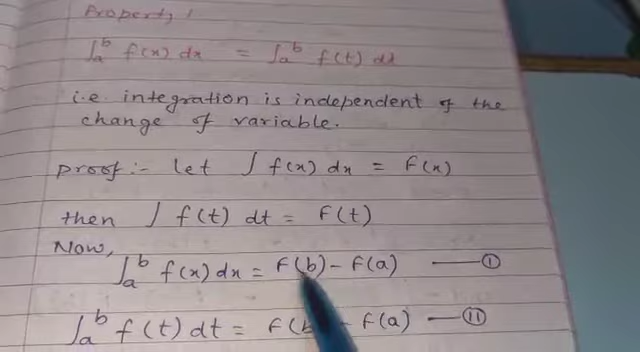 Property 1
∫ₐᵇ f(x) dx = ∫ₐᵇ f(t) dt
i.e integration is independent of the
change of variable.
proof:- let ∫ f(x) dx = F(x)
then ∫ f(t) dt = F(t)
Now,
∫ₐᵇ f(x) dx = F(b) - F(a) —— ①
∫ₐᵇ f(t) dt = F(b - F(a) — ⑪